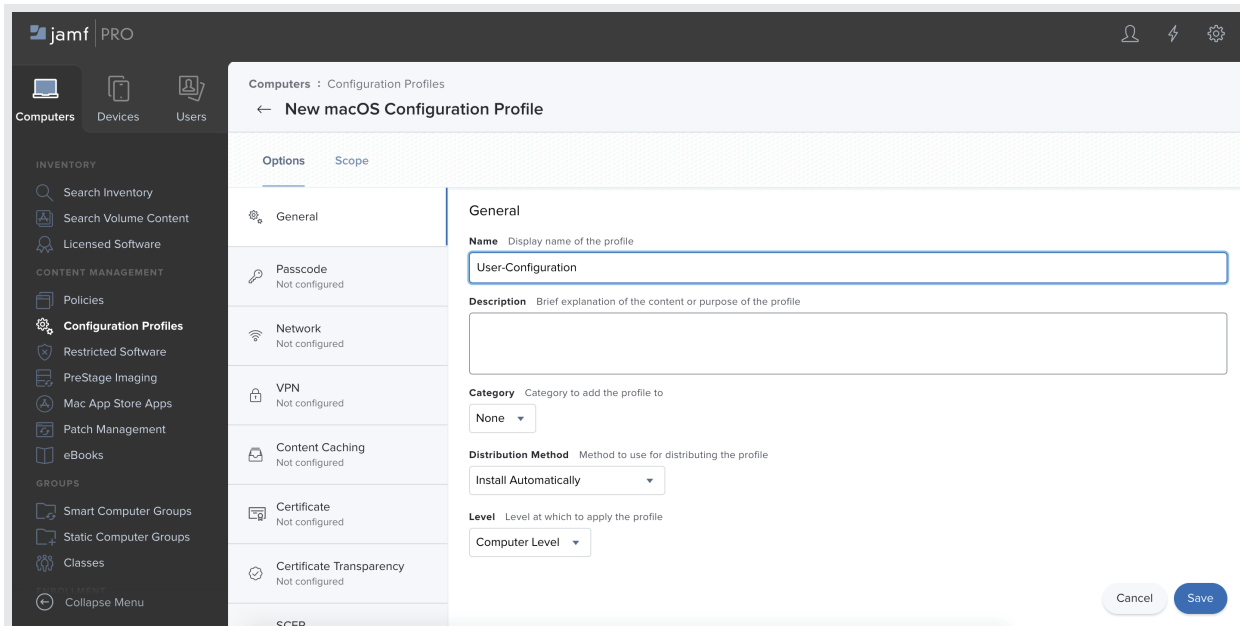 jamf PRO
Computers Devices Users
INVENTORY
Search Inventory
Search Volume Content
Licensed Software
CONTENT MANAGEMENT
Policies
Configuration Profiles
Restricted Software
PreStage Imaging
Mac App Store Apps
Patch Management
eBooks
GROUPS
Smart Computer Groups
Static Computer Groups
Classes
ENROLLMENT
Collapse Menu
Computers : Configuration Profiles
← New macOS Configuration Profile
Options Scope
General
Passcode
Not configured
Network
Not configured
VPN
Not configured
Content Caching
Not configured
Certificate
Not configured
Certificate Transparency
Not configured
SCEP
General
Name Display name of the profile
User-Configuration
Description Brief explanation of the content or purpose of the profile
Category Category to add the profile to
None
Distribution Method Method to use for distributing the profile
Install Automatically
Level Level at which to apply the profile
Computer Level
Cancel Save